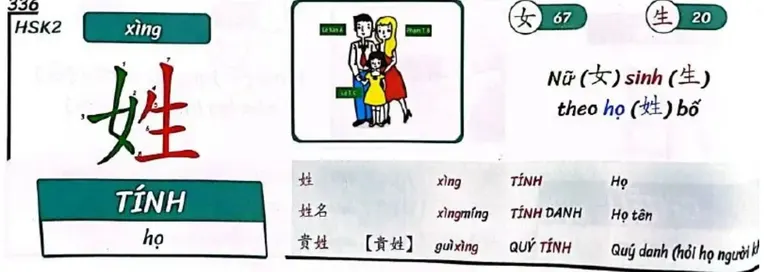 336
HSK2
xìng
姓
TÍNH
họ
女 67
生 20
Nữ (女) sinh (生)
theo họ (姓) bố
姓 xìng TÍNH Họ
姓名 xìngmíng TÍNH DANH Họ tên
貴姓 【貴姓】 guìxìng QUÝ TÍNH Quý danh (hỏi họ người